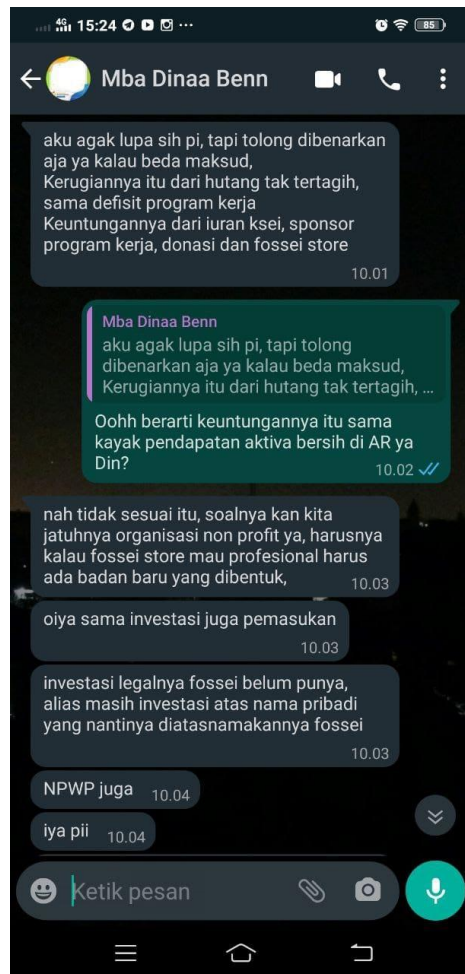 4G 15:24 ... 85
Mba Dinaa Benn
aku agak lupa sih pi, tapi tolong dibenarkan
aja ya kalau beda maksud,
Kerugiannya itu dari hutang tak tertagih,
sama defisit program kerja
Keuntungannya dari iuran ksei, sponsor
program kerja, donasi dan fossei store
10.01
Mba Dinaa Benn
aku agak lupa sih pi, tapi tolong
dibenarkan aja ya kalau beda maksud,
Kerugiannya itu dari hutang tak tertagih, ...
Oohh berarti keuntungannya itu sama
kayak pendapatan aktiva bersih di AR ya
Din?
10.02
nah tidak sesuai itu, soalnya kan kita
jatuhnya organisasi non profit ya, harusnya
kalau fossei store mau profesional harus
ada badan baru yang dibentuk, 10.03
oiya sama investasi juga pemasukan
10.03
investasi legalnya fossei belum punya,
alias masih investasi atas nama pribadi
yang nantinya diatasnamakannya fossei
10.03
NPWP juga 10.04
iya pii 10.04
Ketik pesan